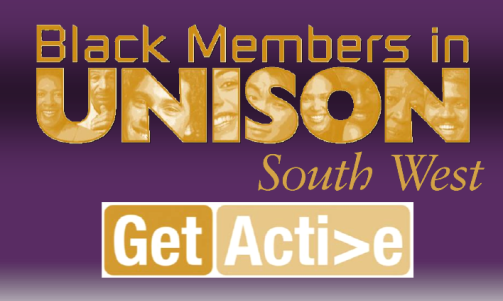 Black Members in
UNISON
South West
Get Acti>e